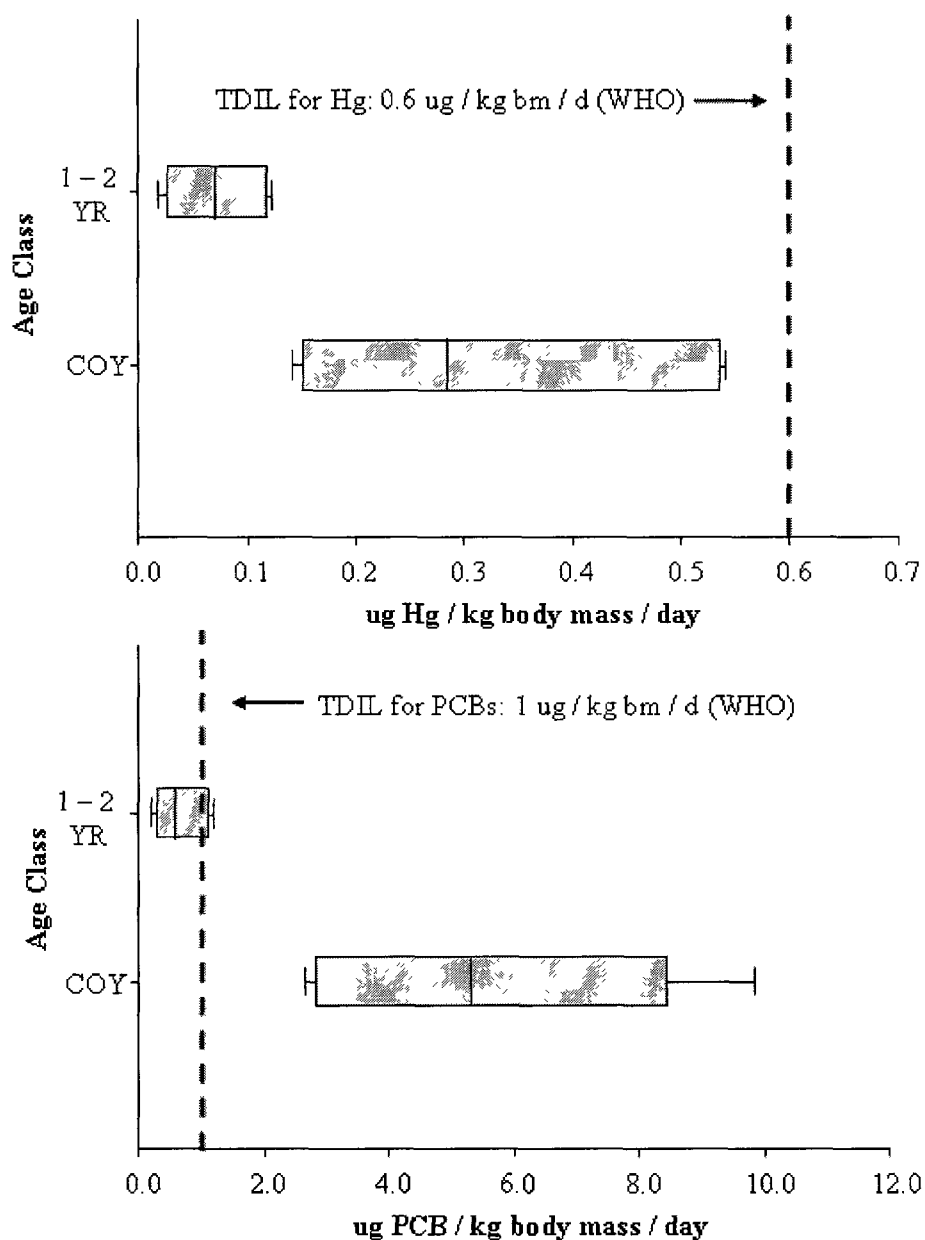 TDIL for Hg: 0.6 ug / kg bm / d (WHO)
1 – 2
YR
COY
Age Class
0.0 0.1 0.2 0.3 0.4 0.5 0.6 0.7
ug Hg / kg body mass / day
TDIL for PCBs: 1 ug / kg bm / d (WHO)
1 – 2
YR
COY
Age Class
0.0 2.0 4.0 6.0 8.0 10.0 12.0
ug PCB / kg body mass / day